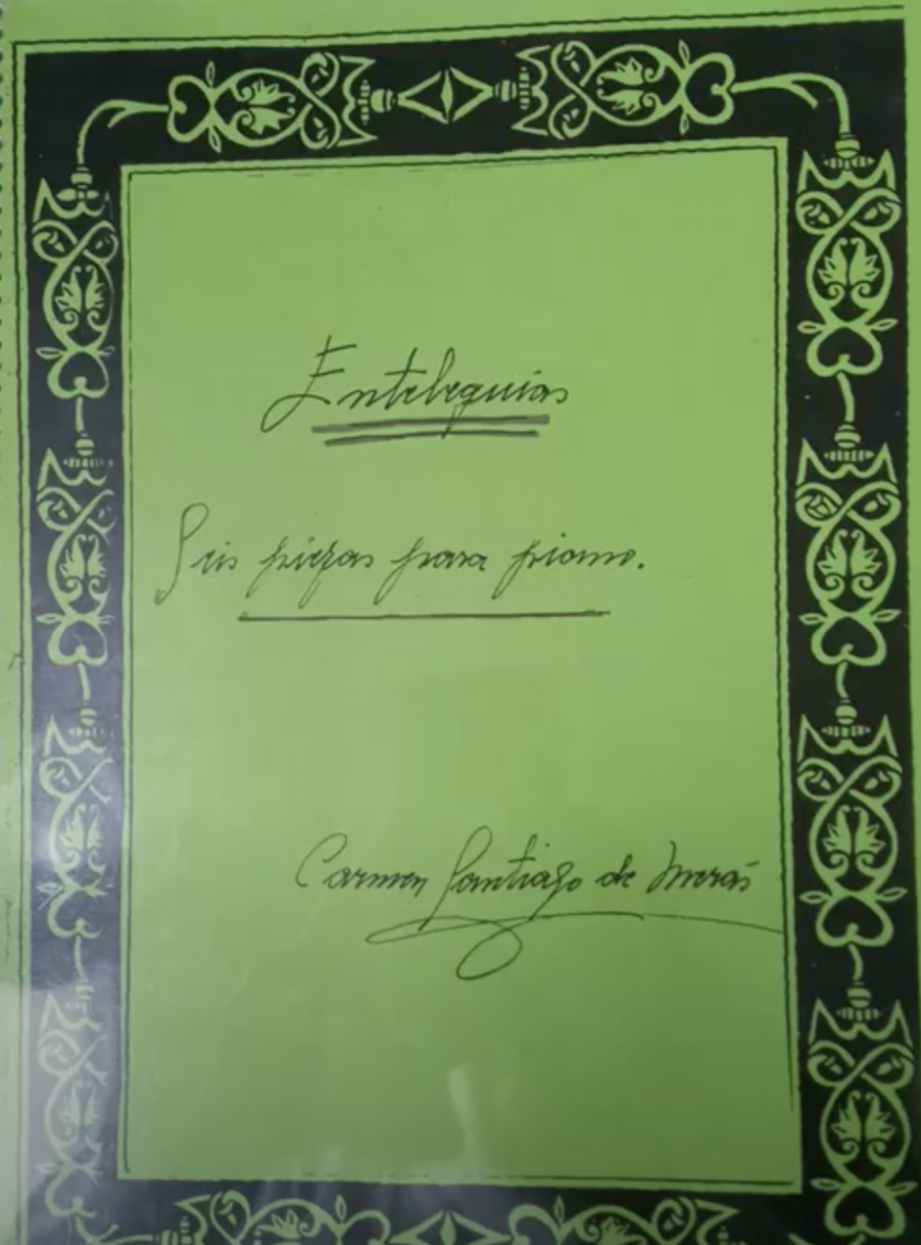 Entelequias
Seis piezas para piano.
Carmen Santiago de Merás